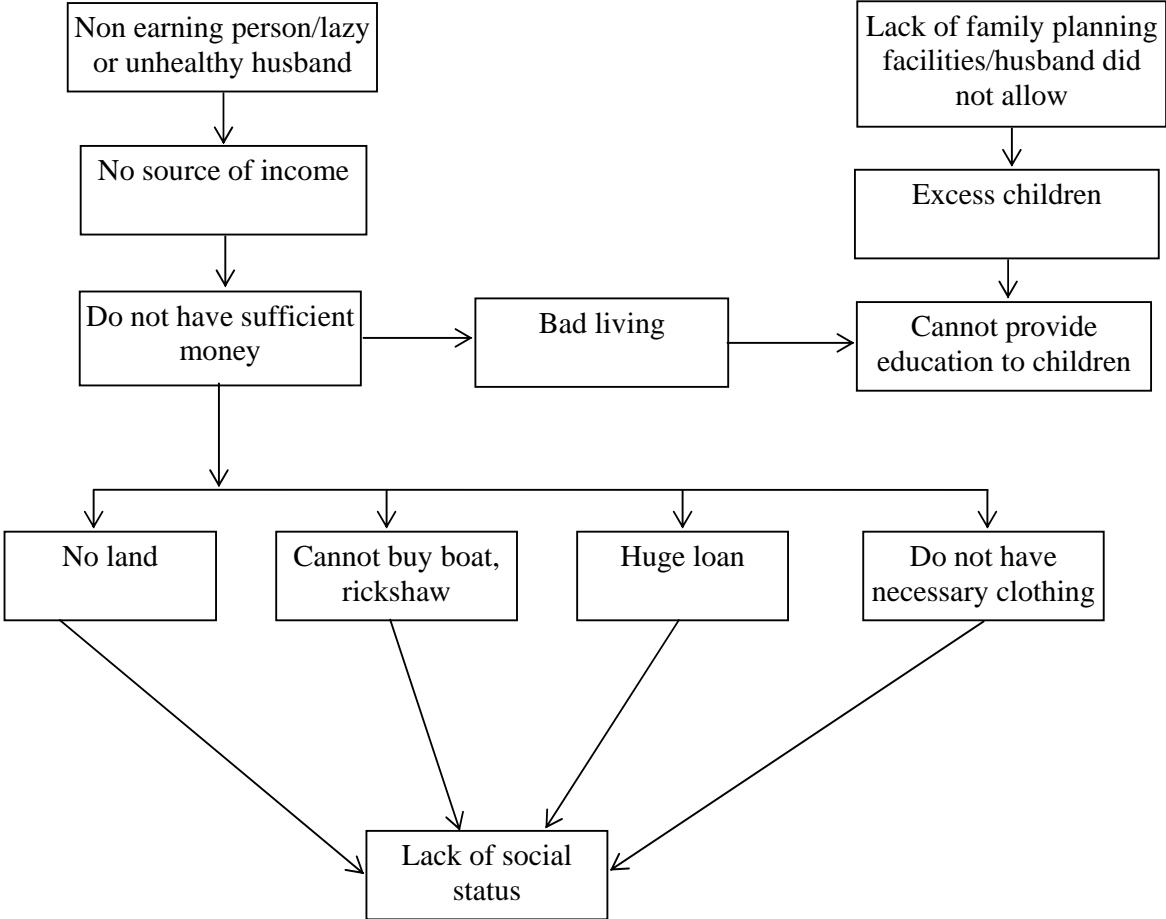 Non earning person/lazy
or unhealthy husband
Lack of family planning
facilities/husband did
not allow
No source of income
Excess children
Do not have sufficient
money
Bad living
Cannot provide
education to children
No land
Cannot buy boat,
rickshaw
Huge loan
Do not have
necessary clothing
Lack of social
status